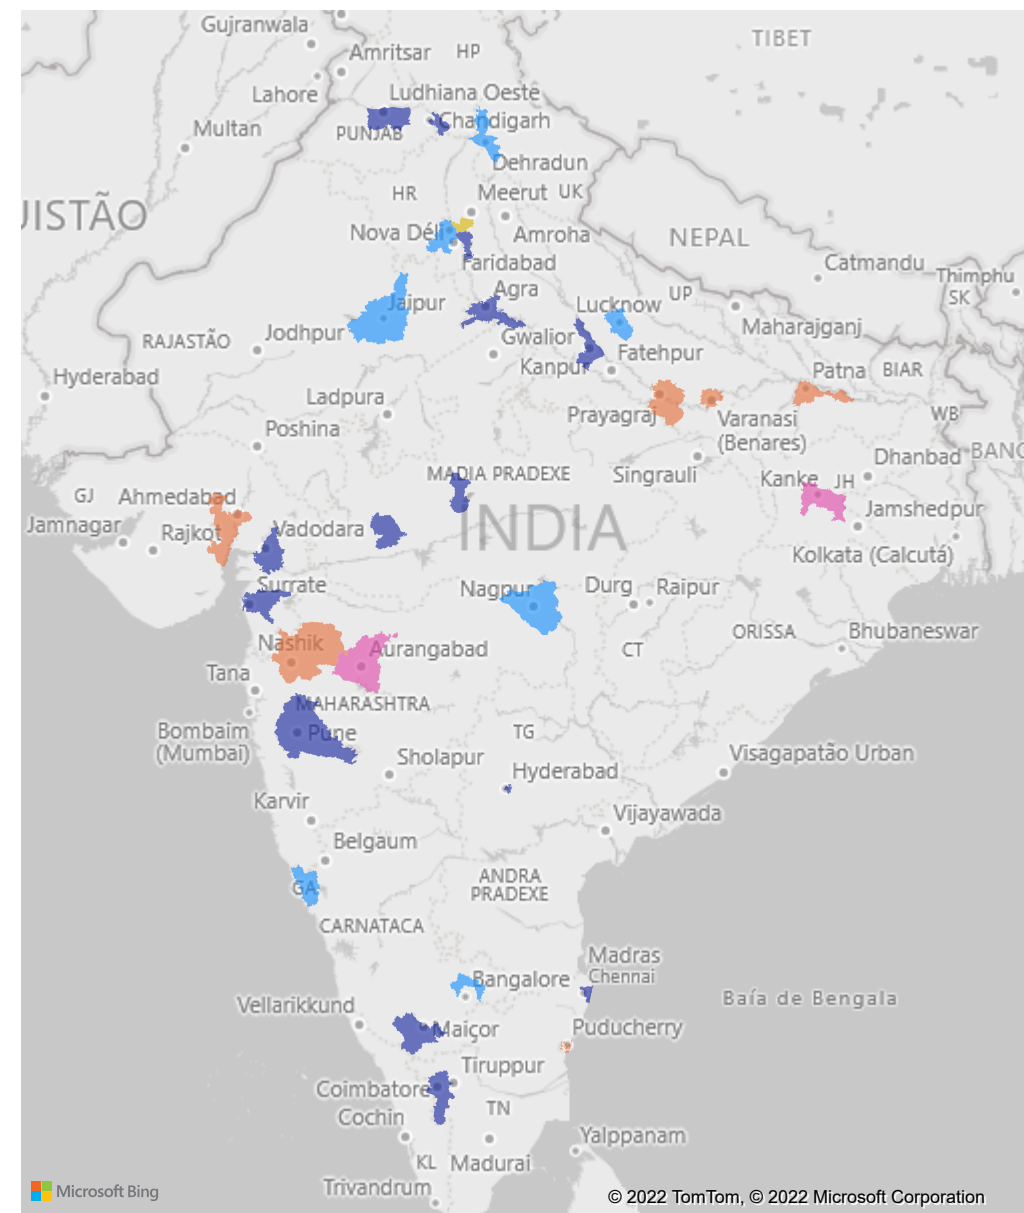 Gujranwala
Amritsar
HP
TIBET
Lahore
Ludhiana Oeste
Multan
PUNJAB
Chandigarh
Dehradun
UISTÃO
HR
Meerut
UK
Nova Déli
Amroha
NEPAL
Faridabad
Catmandu
Thimphu
SK
Agra
Jaipur
Lucknow
UP
RAJASTÃO
Jodhpur
Gwalior
Maharajganj
Kanpur
Fatehpur
Hyderabad
Patna
BIAR
Ladpura
Prayagraj
Varanasi
(Benares)
WB
Poshina
BANG
Dhanbad
MADIA PRADEXE
Singrauli
Kanke
JH
GJ
Ahmedabad
Jamnagar
Rajkot
Vadodara
ÍNDIA
Jamshedpur
Kolkata (Calcutá)
Surrate
Nagpur
Durg
Raipur
Nashik
Aurangabad
CT
ORISSA
Bhubaneswar
Tana
MAHARASHTRA
Bombaim
(Mumbai)
Pune
TG
Sholapur
Hyderabad
Visagapatão Urban
Karvir
Vijayawada
Belgaum
GA
ANDRA
PRADEXE
CARNATACA
Madras
Chennai
Bangalore
Baía de Bengala
Vellarikkund
Maiçor
Puducherry
Tiruppur
Coimbatore
Cochin
TN
Yalppanam
KL
Madurai
Trivandrum
Microsoft Bing
© 2022 TomTom, © 2022 Microsoft Corporation